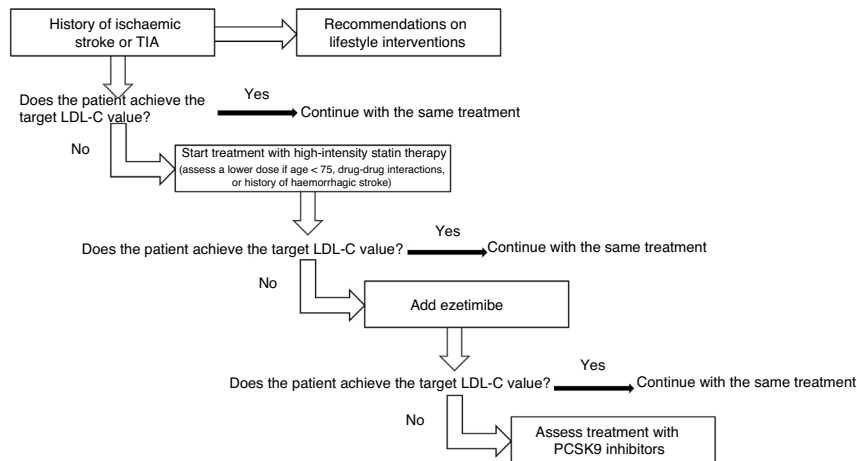 History of ischaemic
stroke or TIA
Recommendations on
lifestyle interventions
Does the patient achieve the
target LDL-C value?
Yes
Continue with the same treatment
No
Start treatment with high-intensity statin therapy
(assess a lower dose if age < 75, drug-drug interactions,
or history of haemorrhagic stroke)
Does the patient achieve the target LDL-C value?
Yes
Continue with the same treatment
No
Add ezetimibe
Does the patient achieve the target LDL-C value?
Yes
Continue with the same treatment
No
Assess treatment with
PCSK9 inhibitors